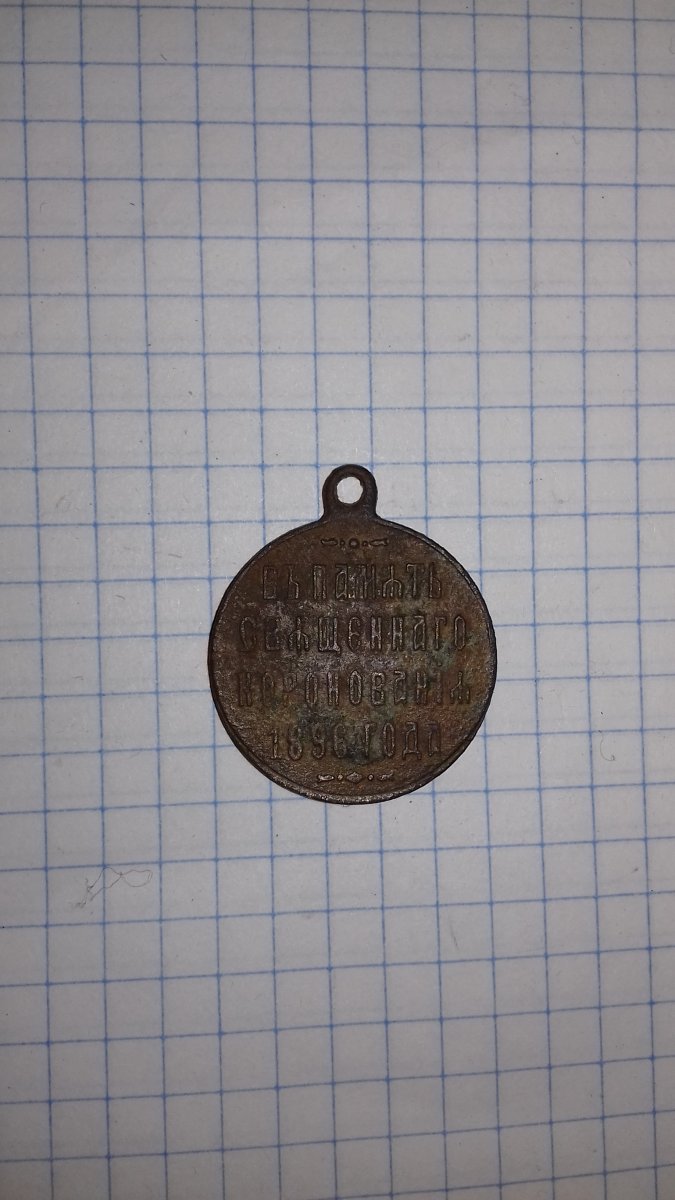 ВЪ ПАМѦТЬ
СВѦЩЕННАГО
КОРОНОВАНІѦ
1896 ГОДА